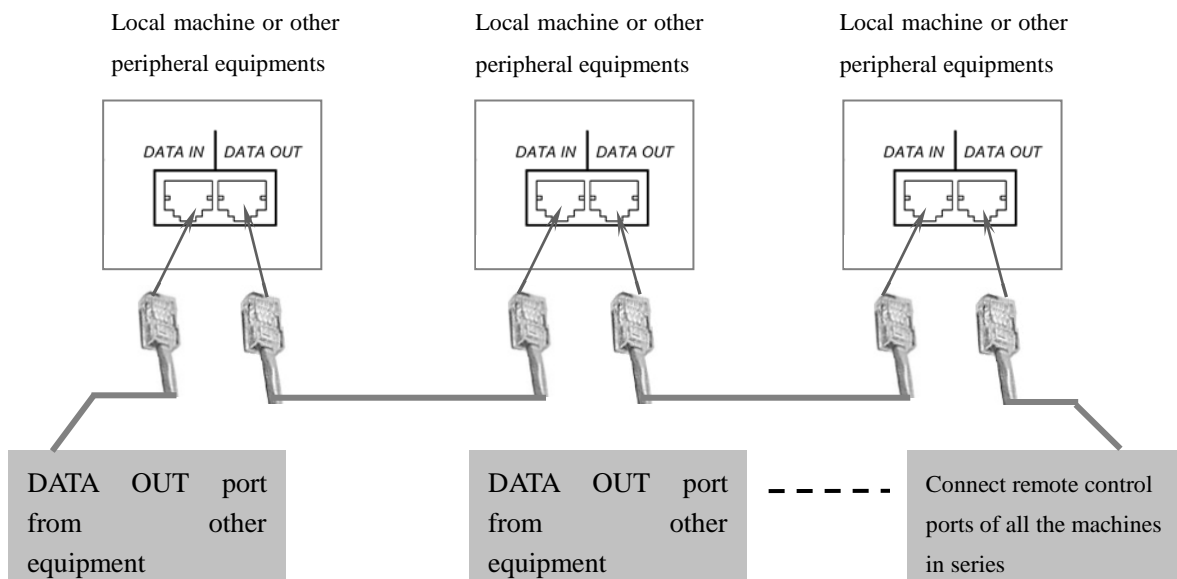 Local machine or other
peripheral equipments
Local machine or other
peripheral equipments
Local machine or other
peripheral equipments
DATA IN DATA OUT
DATA IN DATA OUT
DATA IN DATA OUT
DATA OUT port
from other
equipment
DATA OUT port
from other
equipment
Connect remote control
ports of all the machines
in series